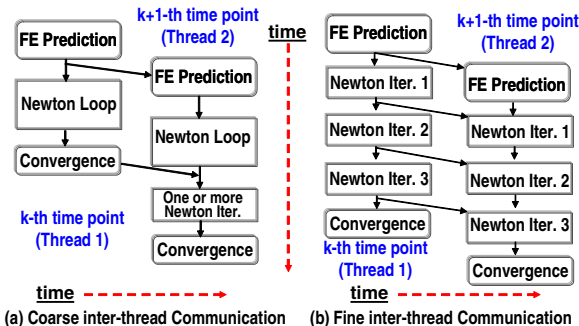 k+1-th time point
(Thread 2)
FE Prediction
FE Prediction
Newton Loop
Newton Loop
Convergence
One or more
Newton Iter.
Convergence
k-th time point
(Thread 1)
time
time
(a) Coarse inter-thread Communication
k+1-th time point
(Thread 2)
FE Prediction
FE Prediction
Newton Iter. 1
Newton Iter. 1
Newton Iter. 2
Newton Iter. 2
Newton Iter. 3
Newton Iter. 3
Convergence
Convergence
k-th time point
(Thread 1)
time
(b) Fine inter-thread Communication